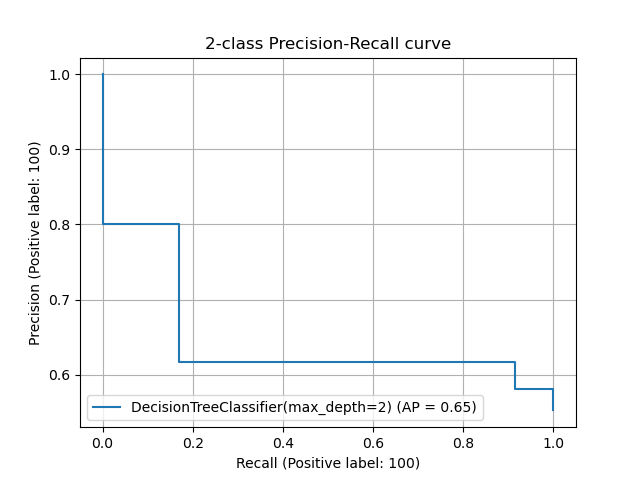 2-class Precision-Recall curve
Precision (Positive label: 100)
1.0
0.9
0.8
0.7
0.6
DecisionTreeClassifier(max_depth=2) (AP = 0.65)
0.0 0.2 0.4 0.6 0.8 1.0
Recall (Positive label: 100)